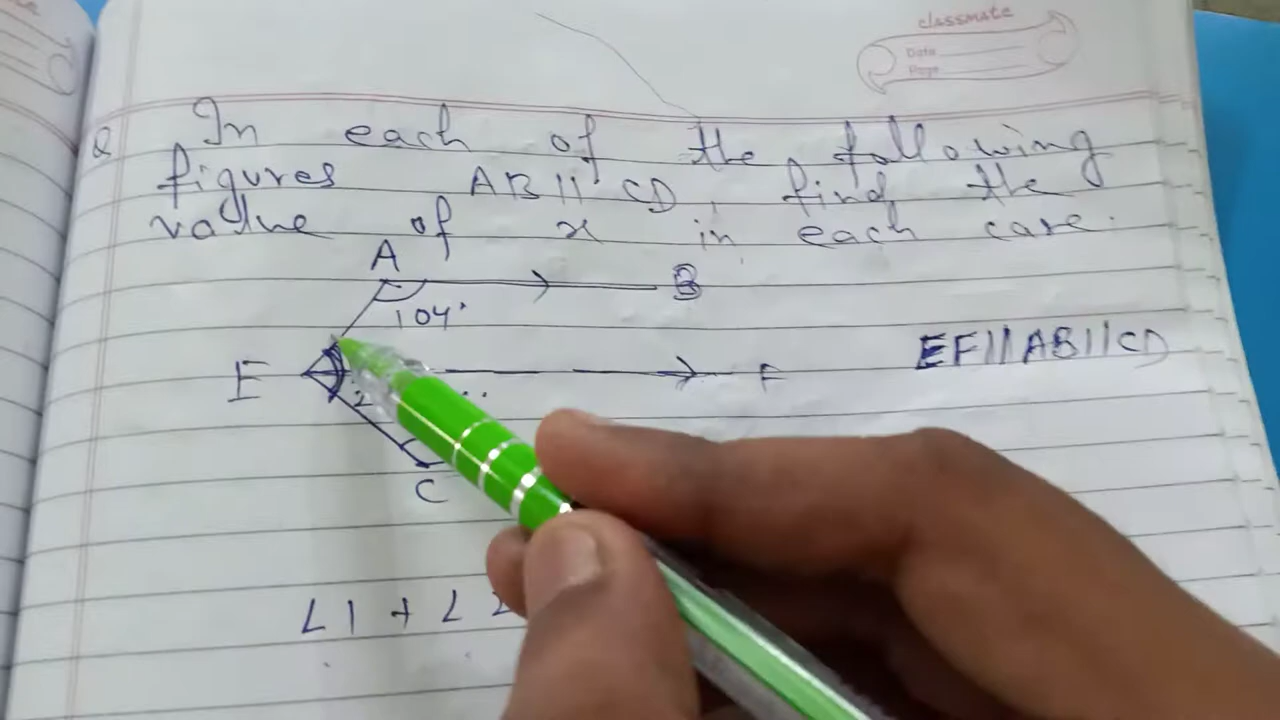 classmate
Date
Page
Q In each of the following
figures AB || CD, find the
value of x in each case.
A
B
104°
EF || AB || CD
E
F
2
C
∠1 + ∠2